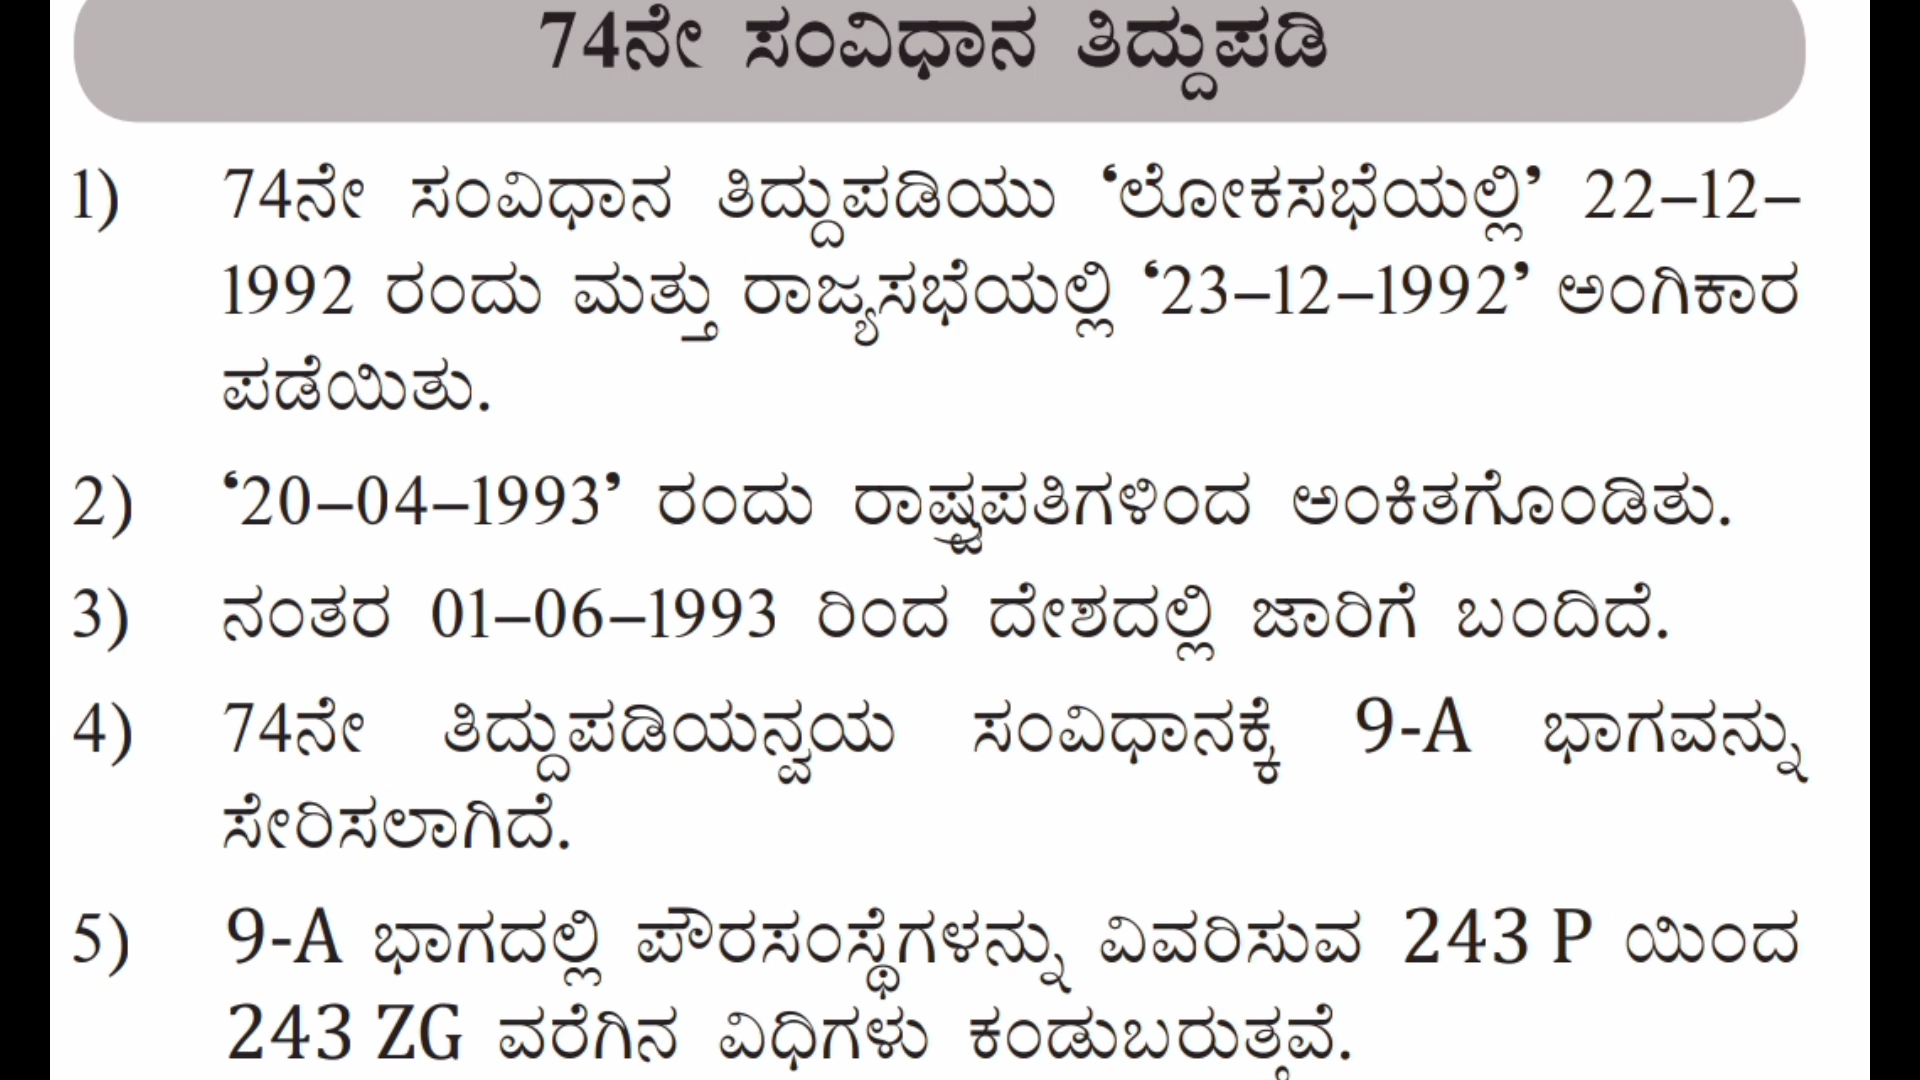 74ನೇ ಸಂವಿಧಾನ ತಿದ್ದುಪಡಿ
1) 74ನೇ ಸಂವಿಧಾನ ತಿದ್ದುಪಡಿಯು ‘ಲೋಕಸಭೆಯಲ್ಲಿ’ 22–12–
1992 ರಂದು ಮತ್ತು ರಾಜ್ಯಸಭೆಯಲ್ಲಿ ‘23–12–1992’ ಅಂಗಿಕಾರ
ಪಡೆಯಿತು.
2) ‘20–04–1993’ ರಂದು ರಾಷ್ಟ್ರಪತಿಗಳಿಂದ ಅಂಕಿತಗೊಂಡಿತು.
3) ನಂತರ 01–06–1993 ರಿಂದ ದೇಶದಲ್ಲಿ ಜಾರಿಗೆ ಬಂದಿದೆ.
4) 74ನೇ ತಿದ್ದುಪಡಿಯನ್ವಯ ಸಂವಿಧಾನಕ್ಕೆ 9-A ಭಾಗವನ್ನು
ಸೇರಿಸಲಾಗಿದೆ.
5) 9-A ಭಾಗದಲ್ಲಿ ಪೌರಸಂಸ್ಥೆಗಳನ್ನು ವಿವರಿಸುವ 243 P ಯಿಂದ
243 ZG ವರೆಗಿನ ವಿಧಿಗಳು ಕಂಡುಬರುತ್ತವೆ.